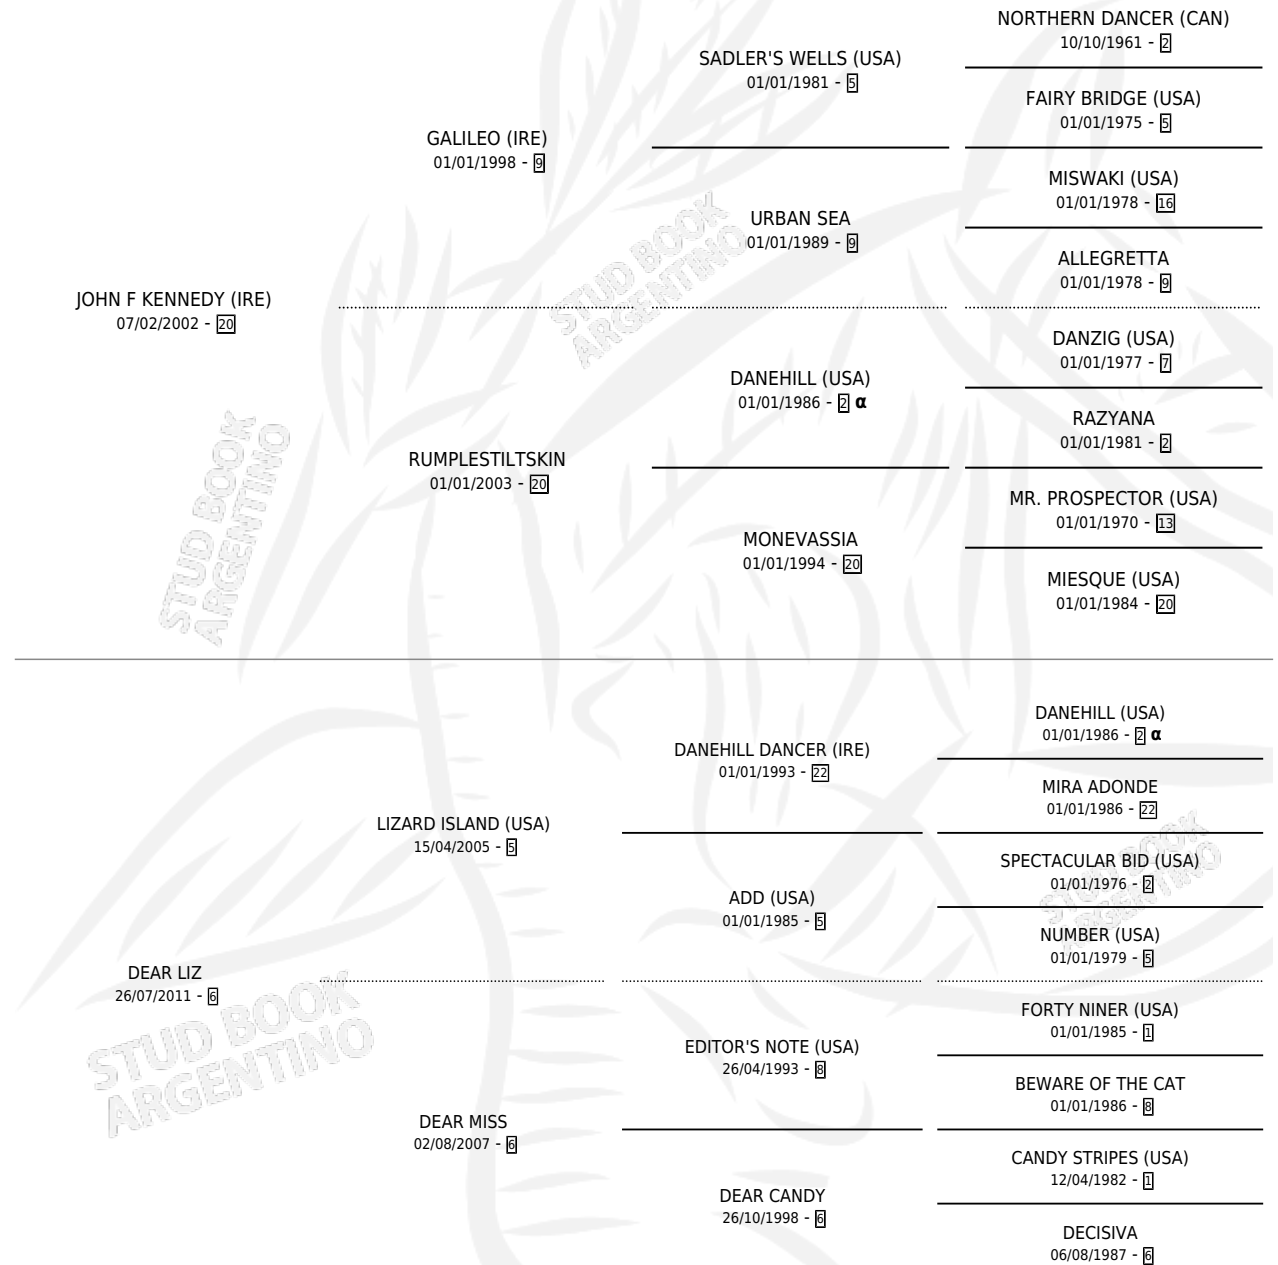 NORTHERN DANCER (CAN)
10/10/1961 - 2
SADLER'S WELLS (USA)
01/01/1981 - 5
FAIRY BRIDGE (USA)
01/01/1975 - 5
GALILEO (IRE)
01/01/1998 - 9
MISWAKI (USA)
01/01/1978 - 16
URBAN SEA
01/01/1989 - 9
ALLEGRETTA
01/01/1978 - 9
JOHN F KENNEDY (IRE)
07/02/2002 - 20
DANZIG (USA)
01/01/1977 - 7
DANEHILL (USA)
01/01/1986 - 2 α
RAZYANA
01/01/1981 - 2
RUMPLESTILTSKIN
01/01/2003 - 20
MR. PROSPECTOR (USA)
01/01/1970 - 13
MONEVASSIA
01/01/1994 - 20
MIESQUE (USA)
01/01/1984 - 20
DANEHILL (USA)
01/01/1986 - 2 α
DANEHILL DANCER (IRE)
01/01/1993 - 22
MIRA ADONDE
01/01/1986 - 22
LIZARD ISLAND (USA)
15/04/2005 - 5
SPECTACULAR BID (USA)
01/01/1976 - 2
ADD (USA)
01/01/1985 - 5
NUMBER (USA)
01/01/1979 - 5
DEAR LIZ
26/07/2011 - 6
FORTY NINER (USA)
01/01/1985 - 1
EDITOR'S NOTE (USA)
26/04/1993 - 8
BEWARE OF THE CAT
01/01/1986 - 8
DEAR MISS
02/08/2007 - 6
CANDY STRIPES (USA)
12/04/1982 - 1
DEAR CANDY
26/10/1998 - 6
DECISIVA
06/08/1987 - 6
STUD BOOK
ARGENTINO
STUD BOOK
ARGENTINO
STUD BOOK
ARGENTINO
STUD BOOK
ARGENTINO